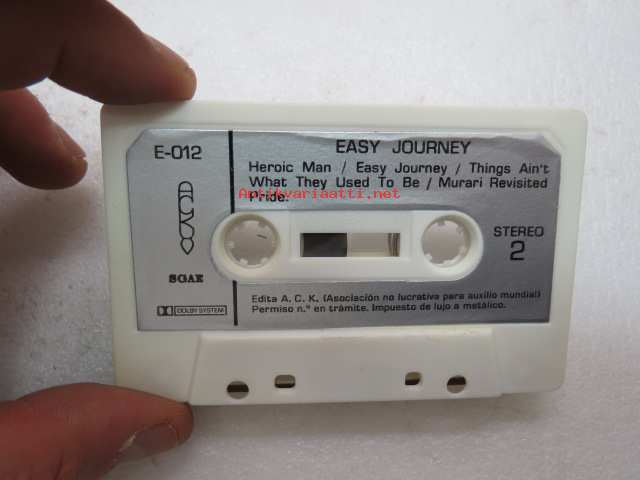 EASY JOURNEY
E-012
Heroic Man / Easy Journey / Things Ain't
What They Used To Be / Murari Revisited
Pride.
Antikvariaatti.net
STEREO
2
SGAE
DOLBY SYSTEM
Edita A. C. K. (Asociación no lucrativa para auxilio mundial)
Permiso n.º en trámite. Impuesto de lujo a metálico.